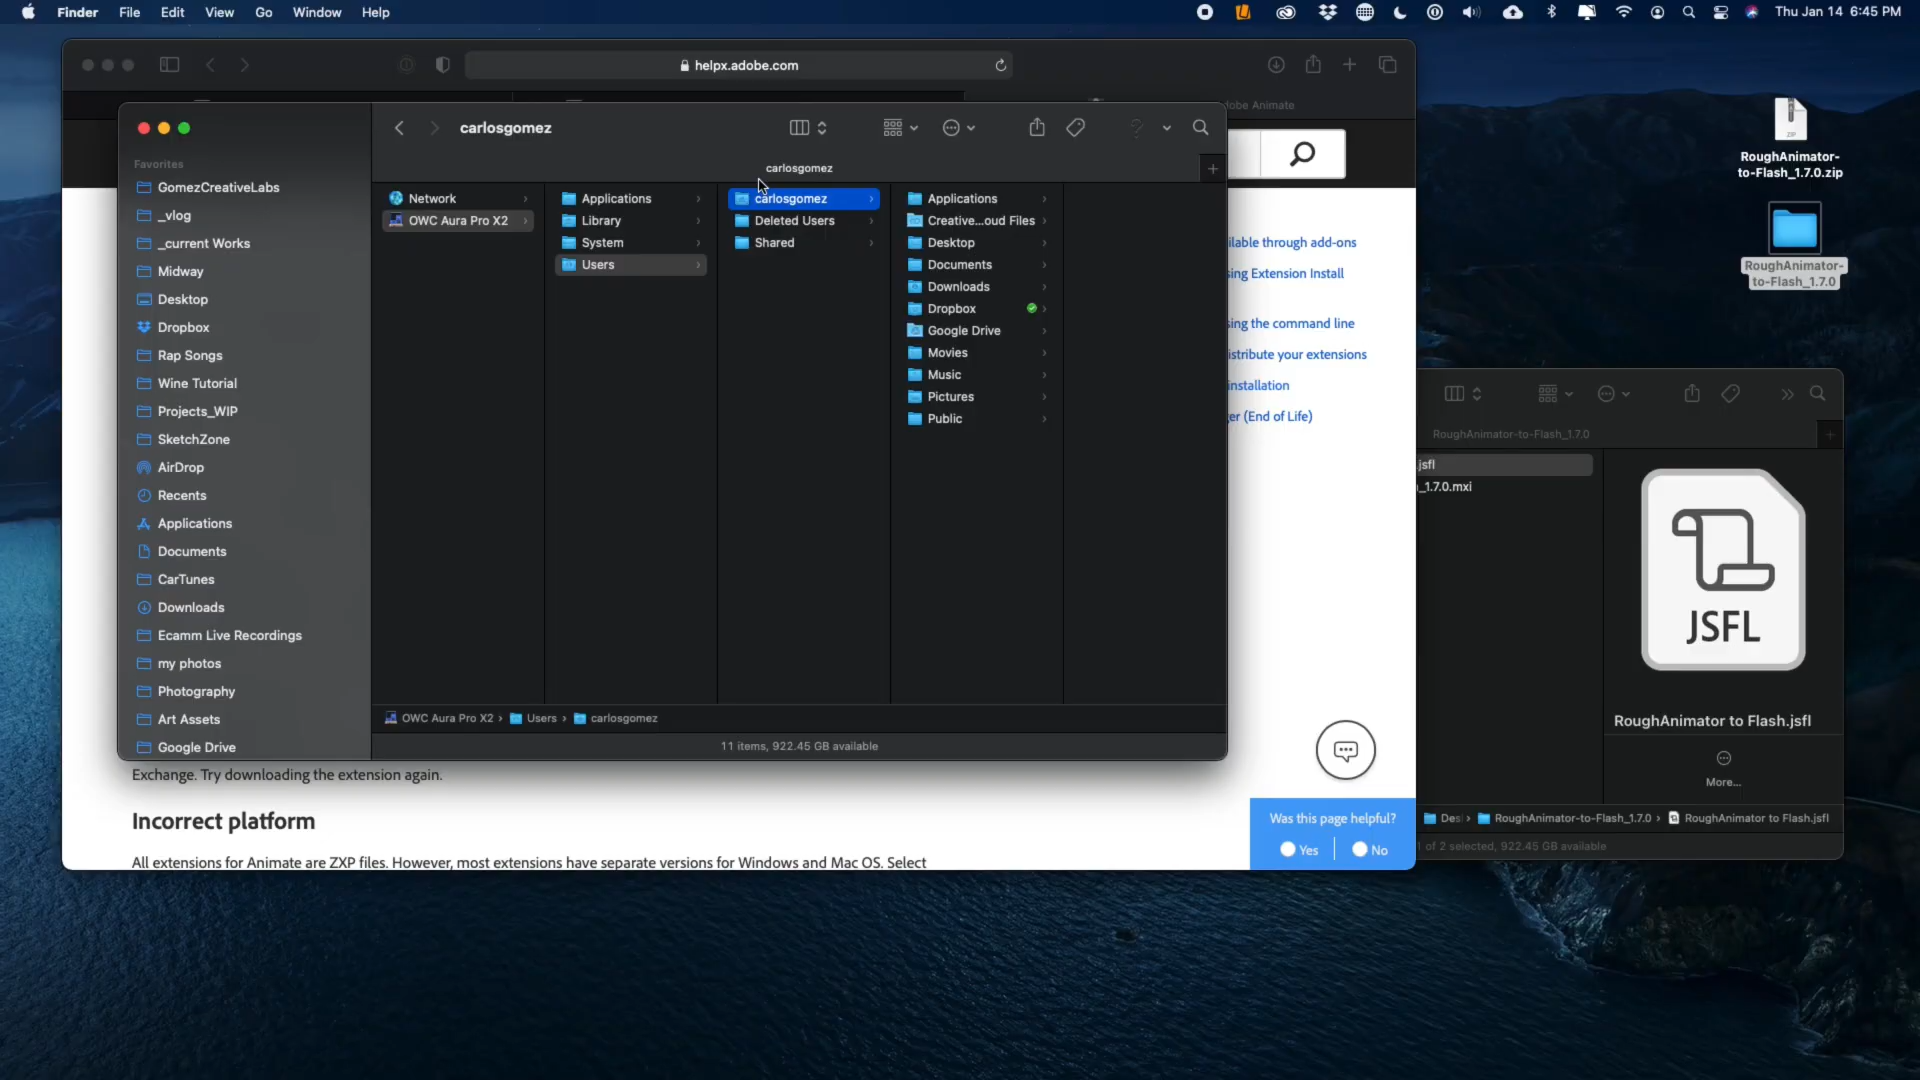 Finder File Edit View Go Window Help
Thu Jan 14 6:45 PM
helpx.adobe.com
dobe Animate
carlosgomez
carlosgomez
Favorites
GomezCreativeLabs
_vlog
_current Works
Midway
Desktop
Dropbox
Rap Songs
Wine Tutorial
Projects_WIP
SketchZone
AirDrop
Recents
Applications
Documents
CarTunes
Downloads
Ecamm Live Recordings
my photos
Photography
Art Assets
Google Drive
Network
OWC Aura Pro X2
Applications
Library
System
Users
carlosgomez
Deleted Users
Shared
Applications
Creative...oud Files
Desktop
Documents
Downloads
Dropbox
Google Drive
Movies
Music
Pictures
Public
OWC Aura Pro X2 › Users › carlosgomez
11 items, 922.45 GB available
ilable through add-ons
sing Extension Install
sing the command line
istribute your extensions
installation
er (End of Life)
Exchange. Try downloading the extension again.
Incorrect platform
All extensions for Animate are ZXP files. However, most extensions have separate versions for Windows and Mac OS. Select
Was this page helpful?
Yes
No
ZIP
RoughAnimator-
to-Flash_1.7.0.zip
RoughAnimator-
to-Flash_1.7.0
RoughAnimator-to-Flash_1.7.0
.jsfl
_1.7.0.mxi
JSFL
RoughAnimator to Flash.jsfl
More...
Des › RoughAnimator-to-Flash_1.7.0 › RoughAnimator to Flash.jsfl
1 of 2 selected, 922.45 GB available